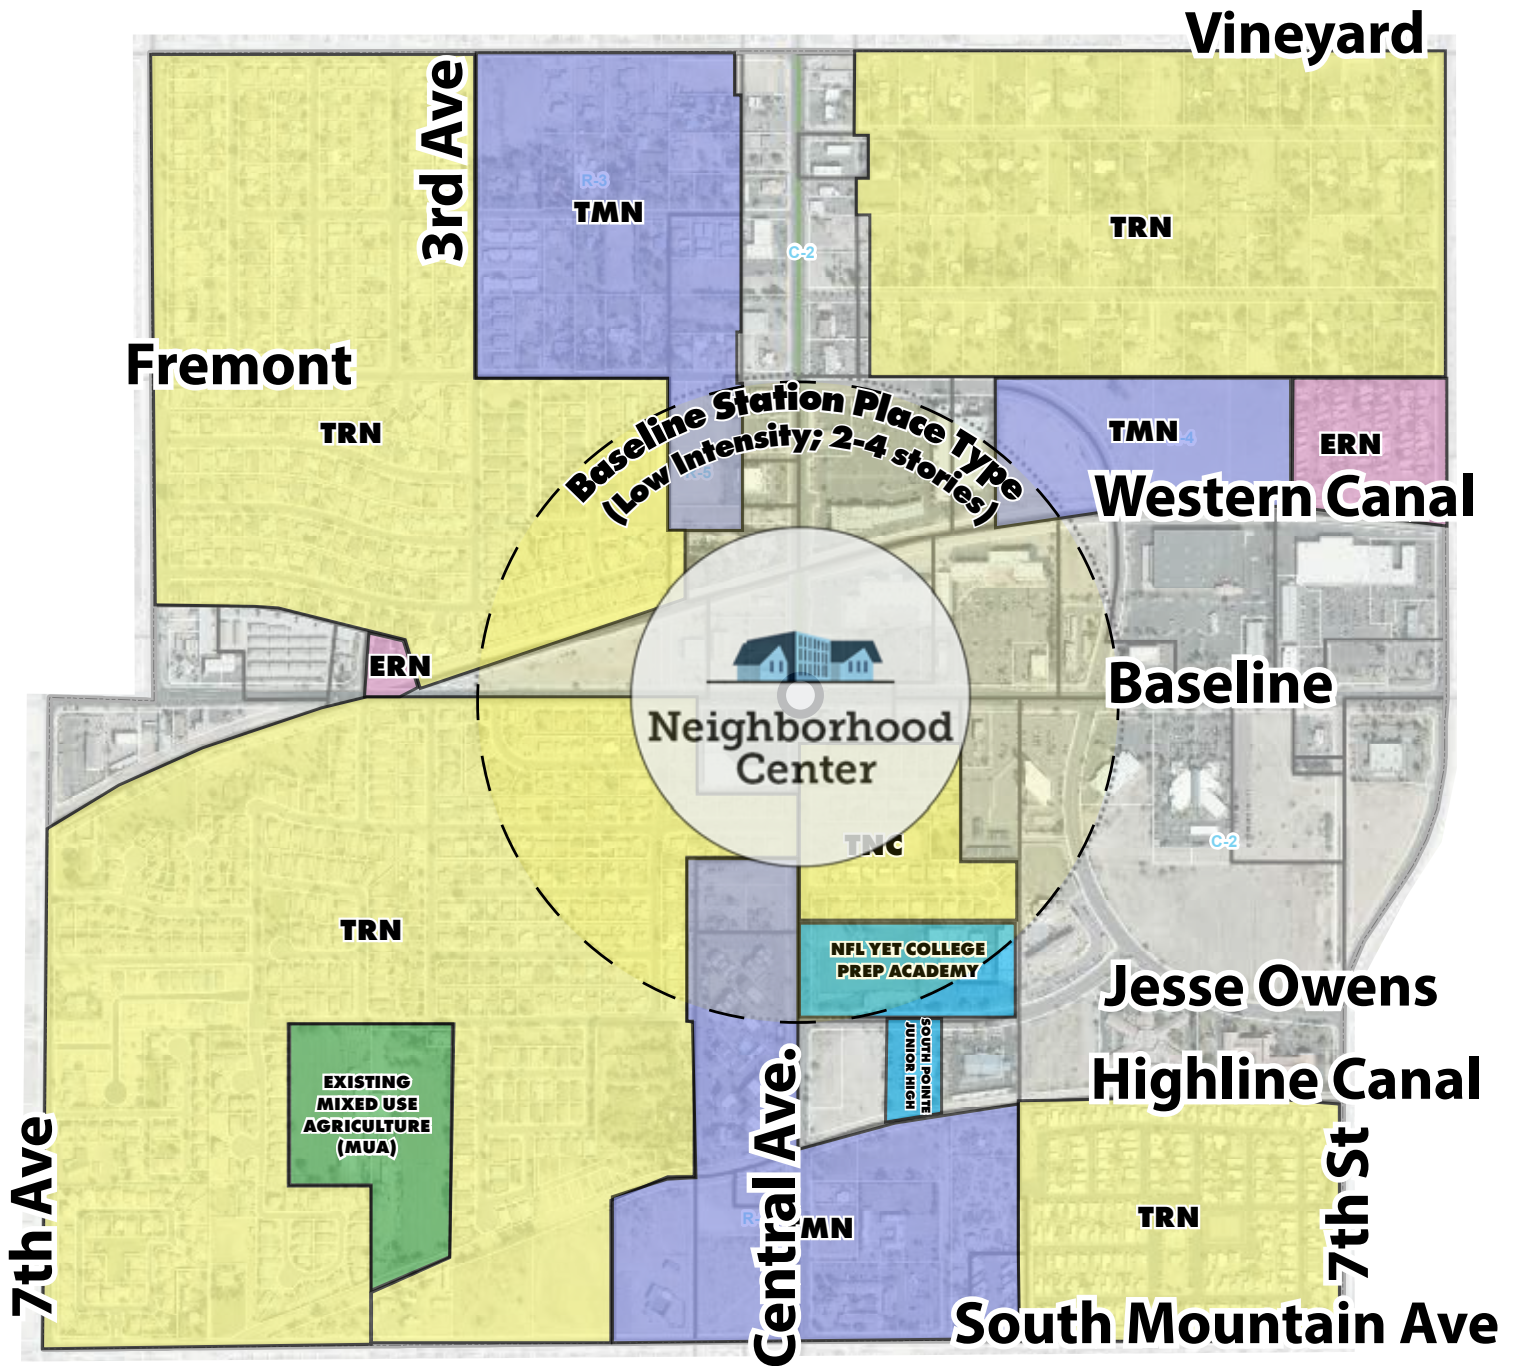 Vineyard
3rd Ave
R-3
TMN
TRN
C-2
Fremont
TRN
Baseline Station Place Type
(Low Intensity; 2-4 stories)
TMN
ERN
R-5
Western Canal
ERN
Baseline
Neighborhood
Center
TNC
C-2
TRN
NFL YET COLLEGE
PREP ACADEMY
Jesse Owens
SOUTH POINTE
JUNIOR HIGH
Highline Canal
EXISTING
MIXED USE
AGRICULTURE
(MUA)
7th Ave
Central Ave.
MN
TRN
7th St
South Mountain Ave